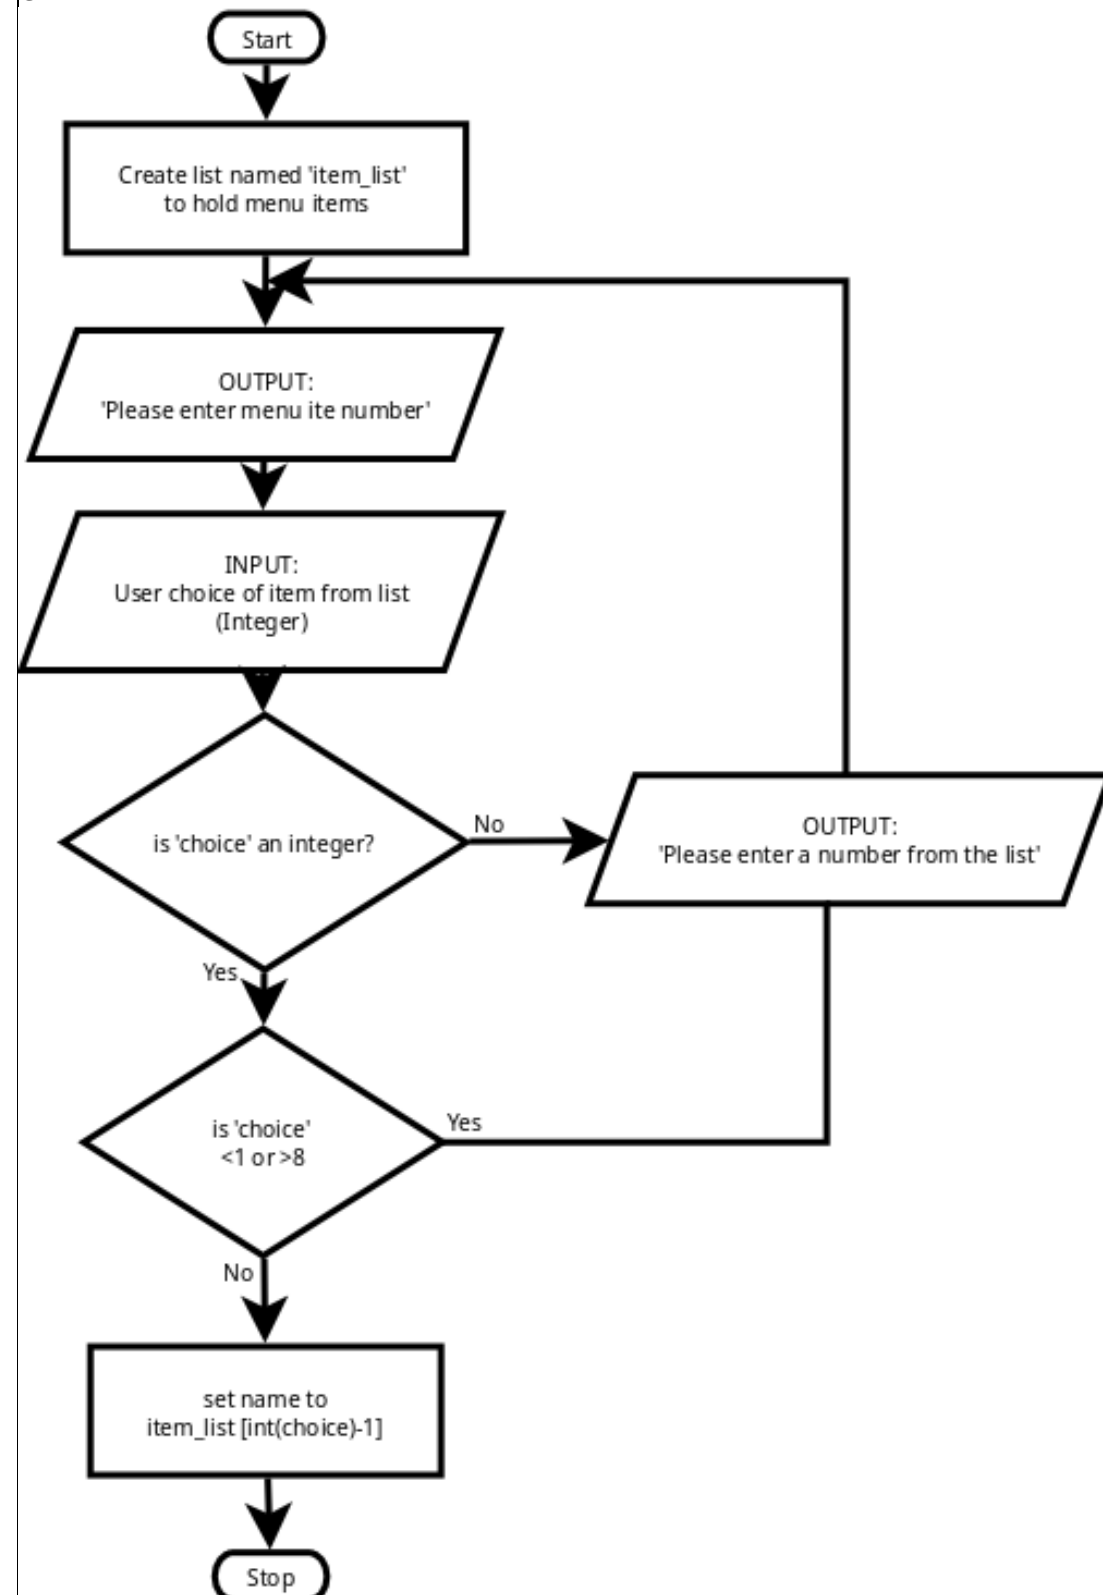 Start
Create list named 'item_list'
to hold menu items
OUTPUT:
'Please enter menu ite number'
INPUT:
User choice of item from list
(Integer)
is 'choice' an integer?
No
OUTPUT:
'Please enter a number from the list'
Yes
is 'choice'
<1 or >8
Yes
No
set name to
item_list [int(choice)-1]
Stop